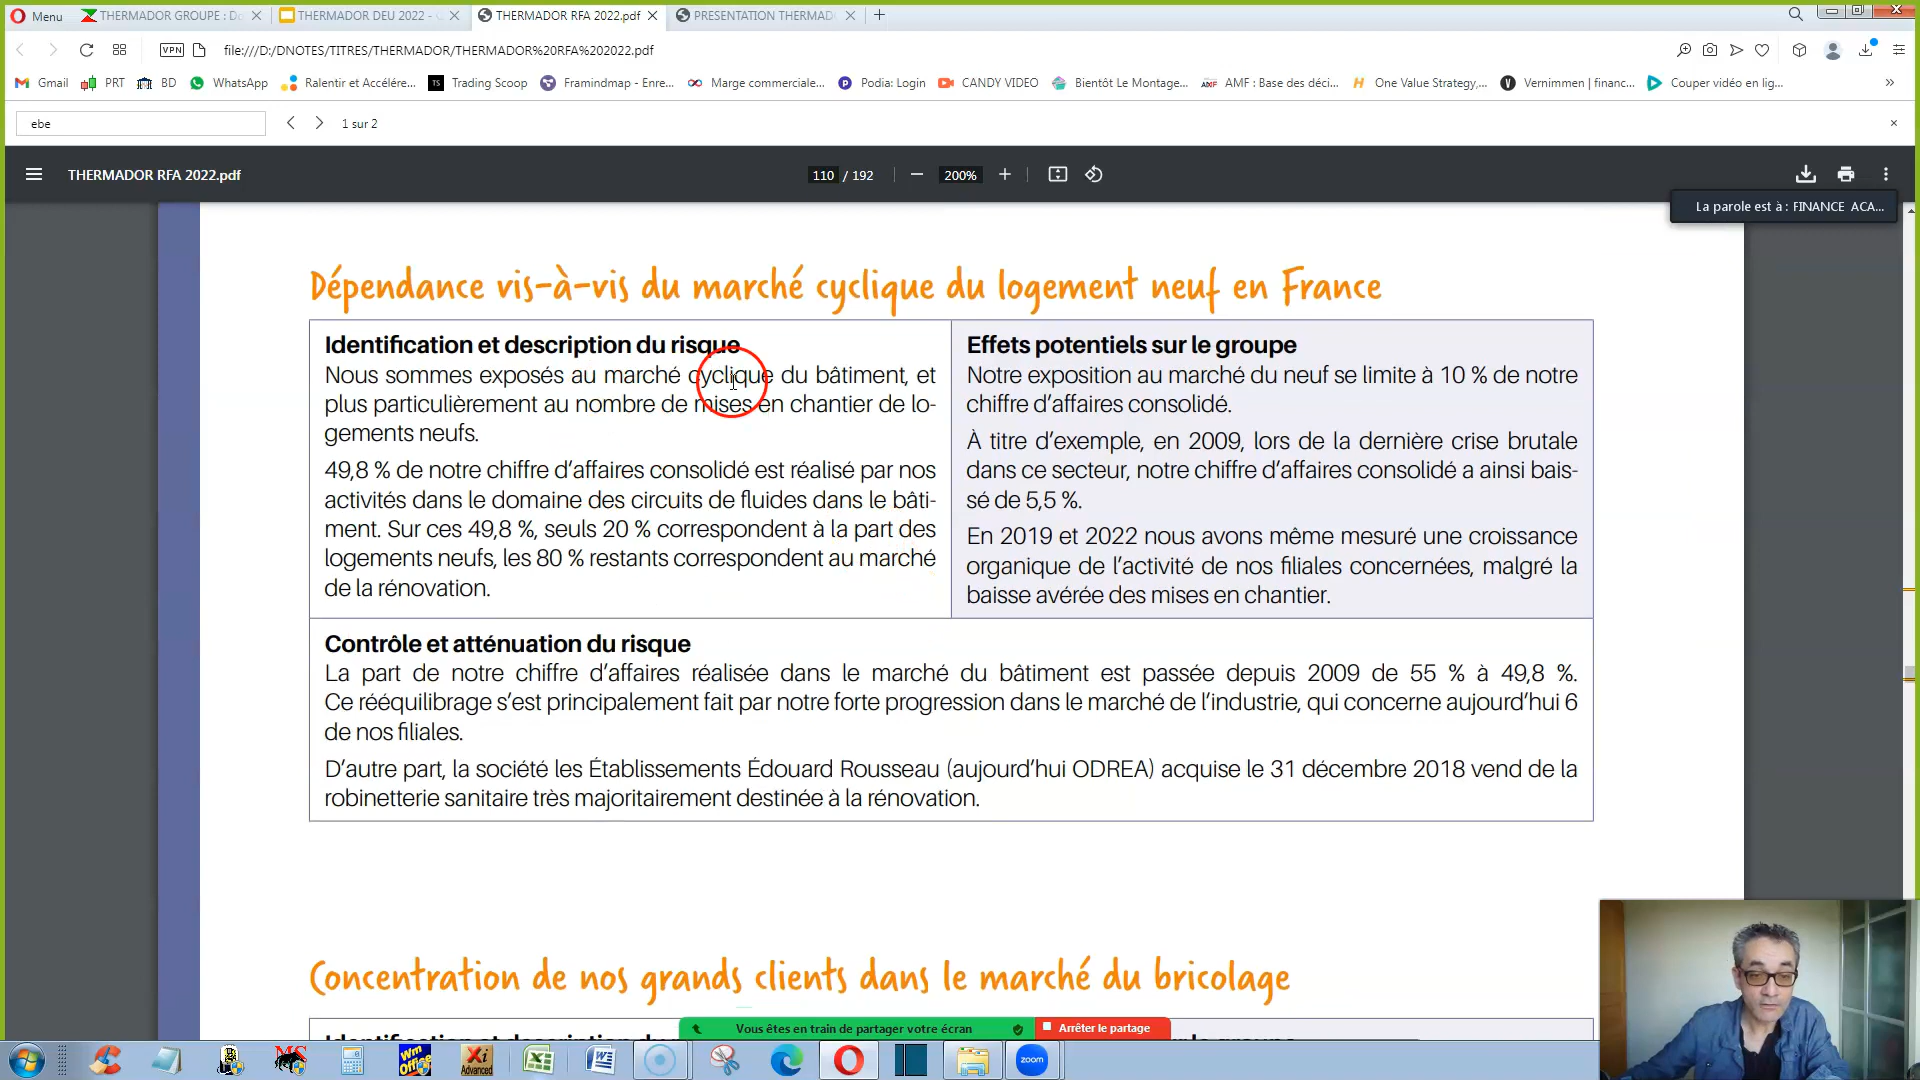 Menu
THERMADOR GROUPE : D
THERMADOR DEU 2022 -
THERMADOR RFA 2022.pdf
PRESENTATION THERMAD
VPN
file:///D:/DNOTES/TITRES/THERMADOR/THERMADOR%20RFA%202022.pdf
Gmail
PRT
BD
WhatsApp
Ralentir et Accélére...
TS
Trading Scoop
Framindmap - Enre...
Marge commerciale...
Podia: Login
CANDY VIDEO
Bientôt Le Montage...
AMF : Base des déci...
One Value Strategy,...
Vernimmen | financ...
Couper vidéo en lig...
ebe
1 sur 2
THERMADOR RFA 2022.pdf
110 / 192
200%
La parole est à : FINANCE ACA...
Dépendance vis-à-vis du marché cyclique du logement neuf en France
Identification et description du risque
Nous sommes exposés au marché cyclique du bâtiment, et
plus particulièrement au nombre de mises en chantier de lo-
gements neufs.
49,8 % de notre chiffre d'affaires consolidé est réalisé par nos
activités dans le domaine des circuits de fluides dans le bâti-
ment. Sur ces 49,8 %, seuls 20 % correspondent à la part des
logements neufs, les 80 % restants correspondent au marché
de la rénovation.
Effets potentiels sur le groupe
Notre exposition au marché du neuf se limite à 10 % de notre
chiffre d'affaires consolidé.
À titre d'exemple, en 2009, lors de la dernière crise brutale
dans ce secteur, notre chiffre d'affaires consolidé a ainsi bais-
sé de 5,5 %.
En 2019 et 2022 nous avons même mesuré une croissance
organique de l'activité de nos filiales concernées, malgré la
baisse avérée des mises en chantier.
Contrôle et atténuation du risque
La part de notre chiffre d'affaires réalisée dans le marché du bâtiment est passée depuis 2009 de 55 % à 49,8 %.
Ce rééquilibrage s'est principalement fait par notre forte progression dans le marché de l'industrie, qui concerne aujourd'hui 6
de nos filiales.
D'autre part, la société les Établissements Édouard Rousseau (aujourd'hui ODREA) acquise le 31 décembre 2018 vend de la
robinetterie sanitaire très majoritairement destinée à la rénovation.
Concentration de nos grands clients dans le marché du bricolage
Vous êtes en train de partager votre écran
Arrêter le partage
Wm
Office
Xi
Advanced
zoom